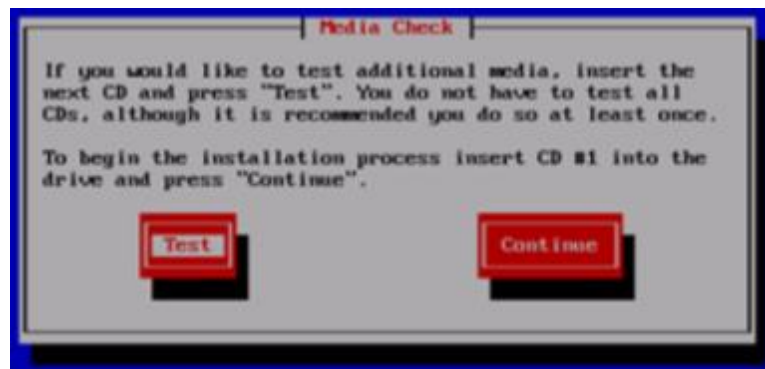 Media Check
If you would like to test additional media, insert the
next CD and press "Test". You do not have to test all
CDs, although it is recommended you do so at least once.
To begin the installation process insert CD #1 into the
drive and press "Continue".
Test Continue